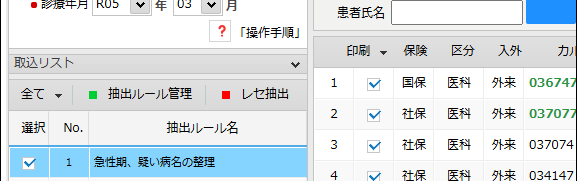 診療年月 R05 年 03 月
? 「操作手順」
取込リスト
全て 抽出ルール管理 レセ抽出
選択 No. 抽出ルール名
1 急性期、疑い病名の整理
患者氏名
印刷 保険 区分 入外 カル
1 国保 医科 外来 036747
2 社保 医科 外来 037077
3 社保 医科 外来 037074
4 社保 医科 外来 034147